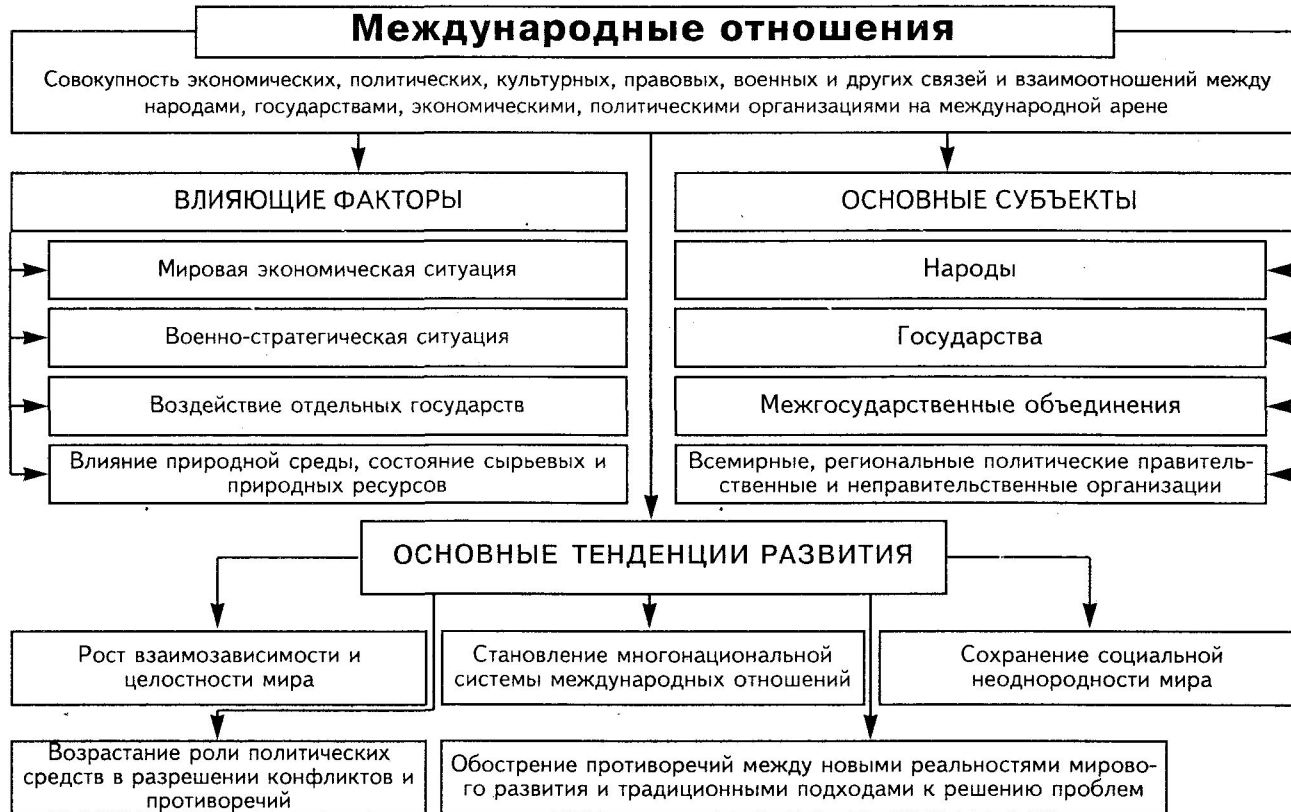 Международные отношения
Совокупность экономических, политических, культурных, правовых, военных и других связей и взаимоотношений между
народами, государствами, экономическими, политическими организациями на международной арене
ВЛИЯЮЩИЕ ФАКТОРЫ
Мировая экономическая ситуация
Военно-стратегическая ситуация
Воздействие отдельных государств
Влияние природной среды, состояние сырьевых и
природных ресурсов
ОСНОВНЫЕ СУБЪЕКТЫ
Народы
Государства
Межгосударственные объединения
Всемирные, региональные политические правитель-
ственные и неправительственные организации
ОСНОВНЫЕ ТЕНДЕНЦИИ РАЗВИТИЯ
Рост взаимозависимости и
целостности мира
Становление многонациональной
системы международных отношений
Сохранение социальной
неоднородности мира
Возрастание роли политических
средств в разрешении конфликтов и
противоречий
Обострение противоречий между новыми реальностями мирово-
го развития и традиционными подходами к решению проблем